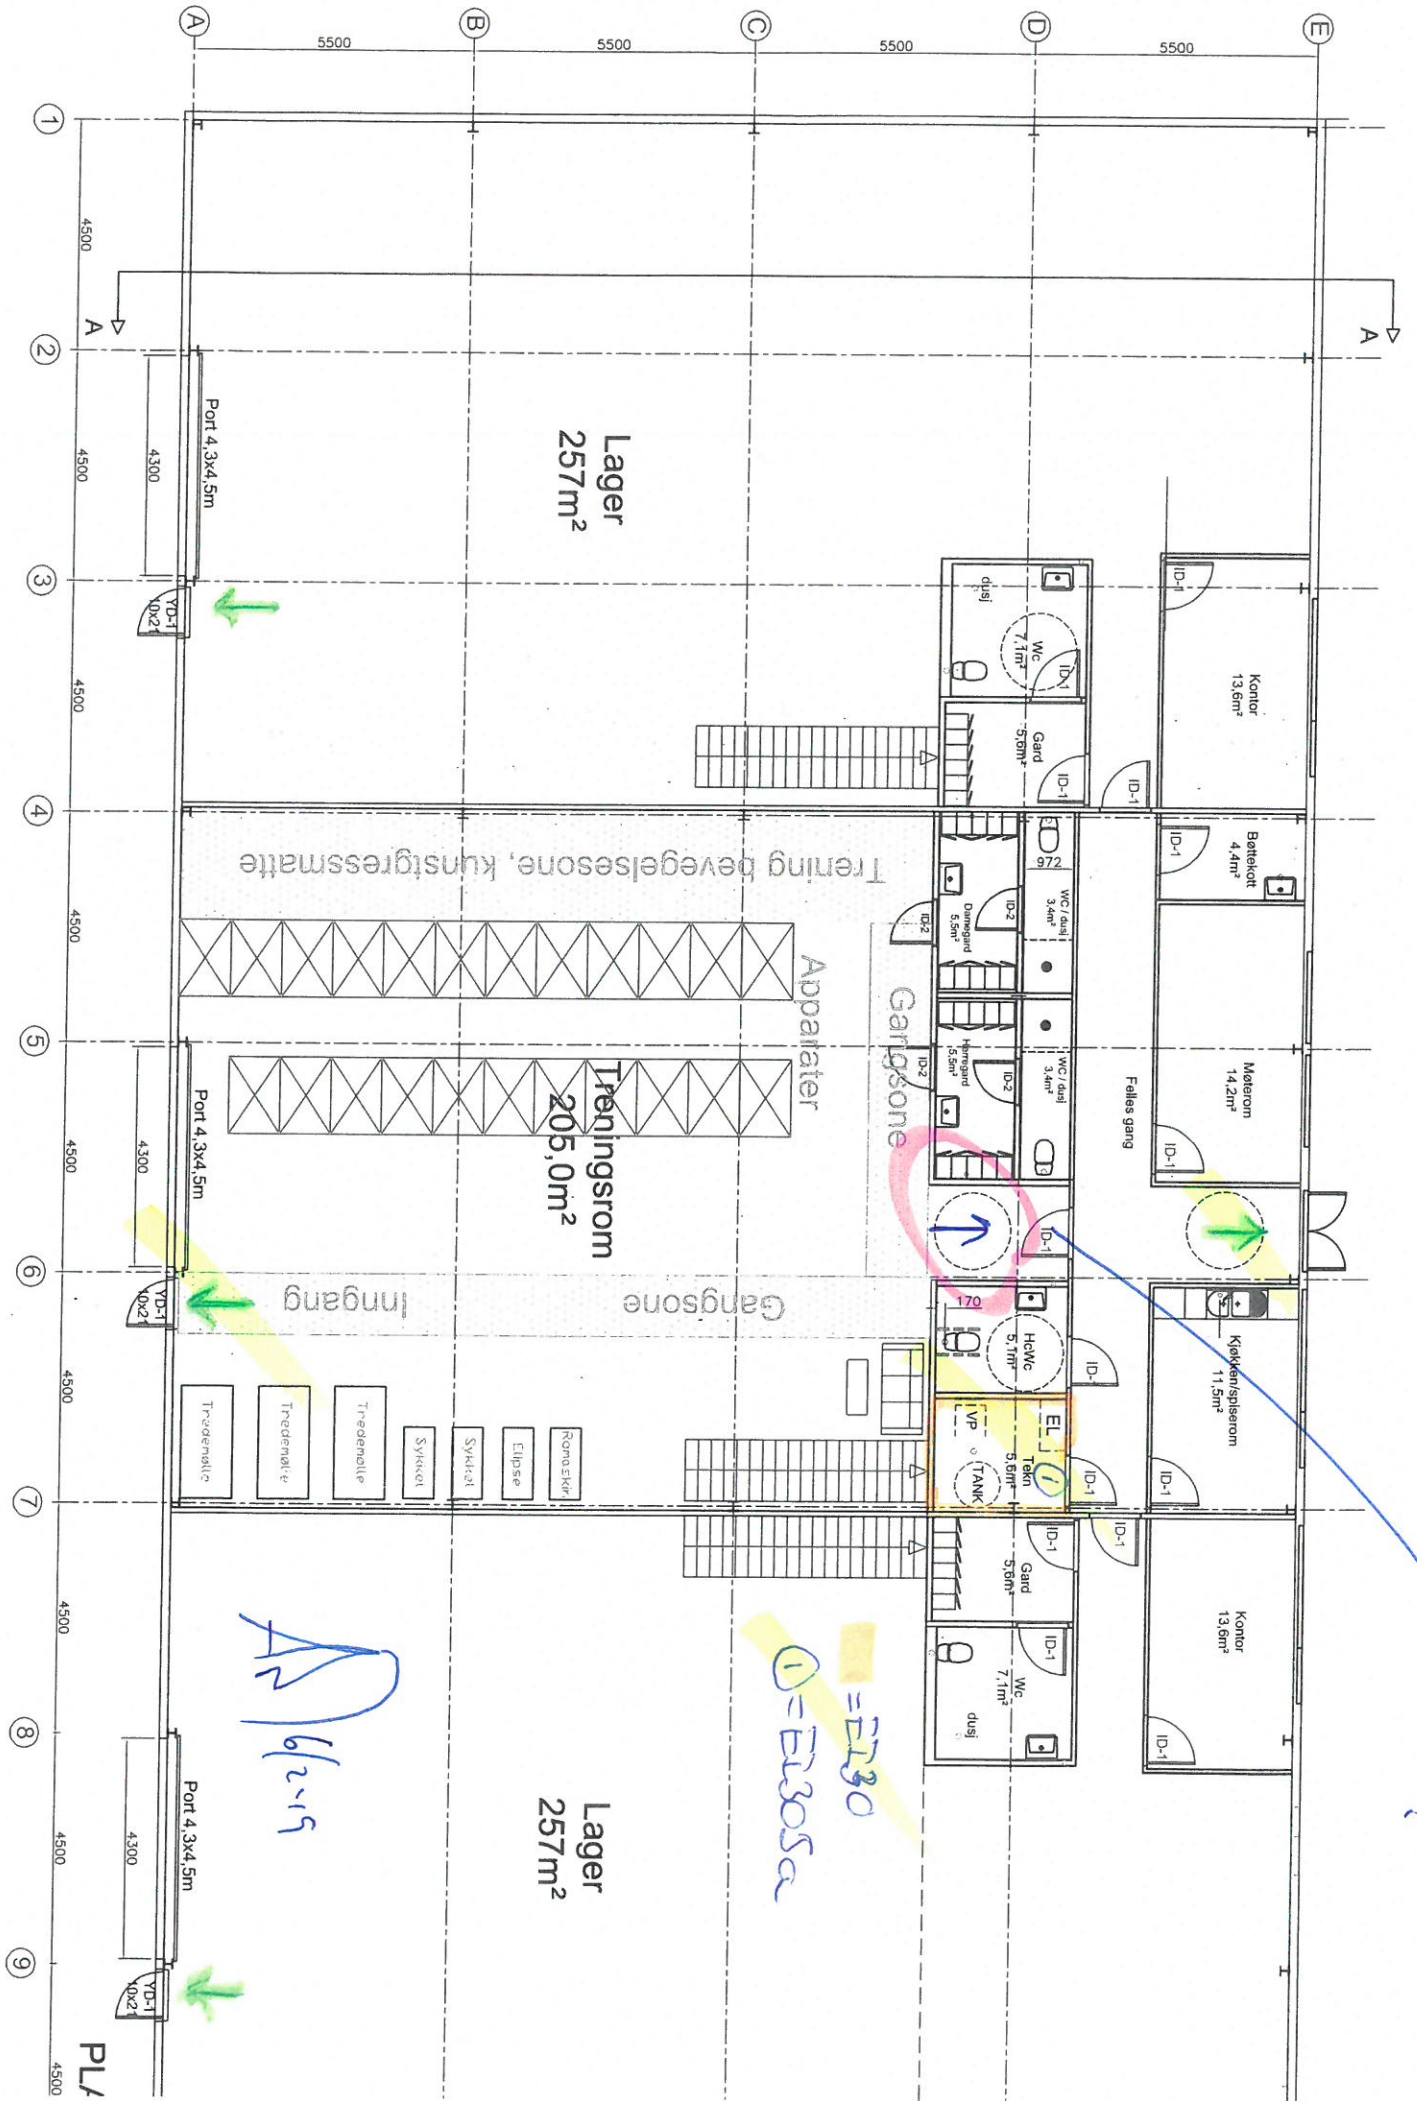 A
B
C
D
E
5500
5500
5500
5500
1
2
3
4
5
6
7
8
9
4500
4500
4500
4500
4500
4500
4500
4500
4500
A
A
Port 4,3x4,5m
4300
YD-1
10x21
Lager
257m²
dusj
Wc
7,1m²
ID-1
Gard
5,6m²
ID-1
ID-1
ID-1
Kontor
13,6m²
Trening bevegelsesone, kunstgressmatte
Apparater
Gangsone
Treningsrom
205,0m²
Port 4,3x4,5m
4300
YD-1
10x21
Inngang
Gangsone
Tredemølle
Tredemølle
Tredemølle
Sykkel
Sykkel
Elipse
Romaskin
ID-2
Damegard
5,5m²
ID-2
972
WC / dusj
3,4m²
ID-2
Herregard
5,5m²
ID-2
WC / dusj
3,4m²
ID-1
Bøttekott
4,4m²
Møterom
14,2m²
ID-1
Felles gang
ID-1
170
HcWc
5,1m²
ID-
VP
EL
Tekn
5,6m²
1
TANK
ID-1
Kjøkken/spiserom
11,5m²
ID-1
ID-1
ID-1
Gard
5,6m²
ID-1
Wc
7,1m²
dusj
Kontor
13,6m²
ID-1
= EI30
1 = EI30Sa
6/2-19
Lager
257m²
Port 4,3x4,5m
4300
YD-1
10x21
PLA